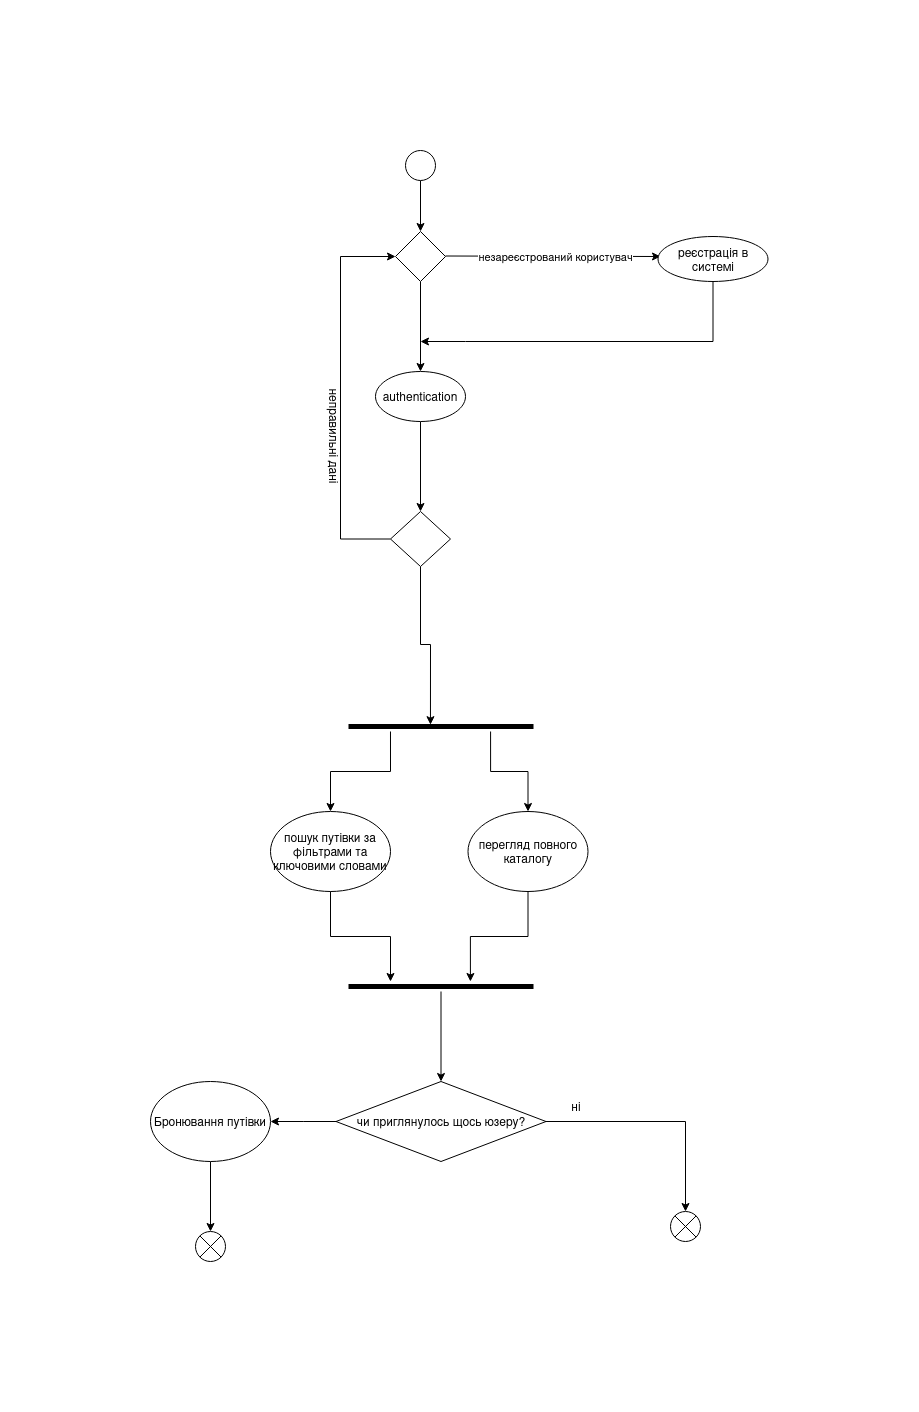 незареєстрований користувач
реєстрація в
системі
authentication
неправильні дані
пошук путівки за
фільтрами та
ключовими словами
перегляд повного
каталогу
ні
Бронювання путівки
чи приглянулось щось юзеру?